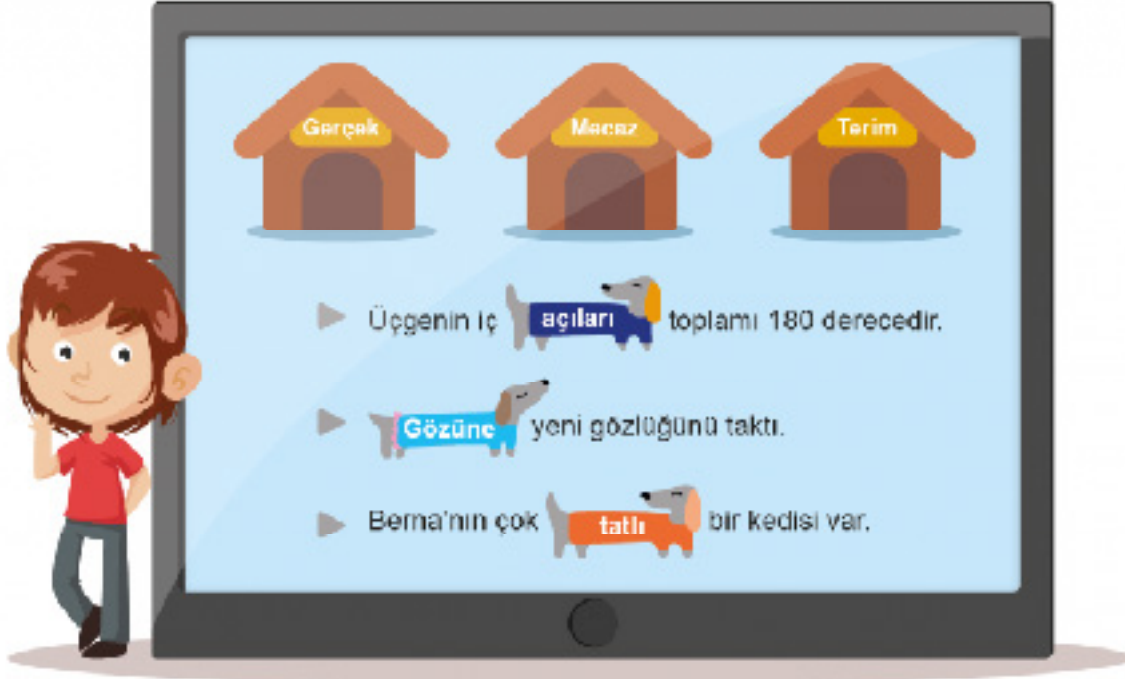 Gerçek Mecaz Terim
Üçgenin iç açıları toplamı 180 derecedir.
Gözüne yeni gözlüğünü taktı.
Berna'nın çok tatlı bir kedisi var.